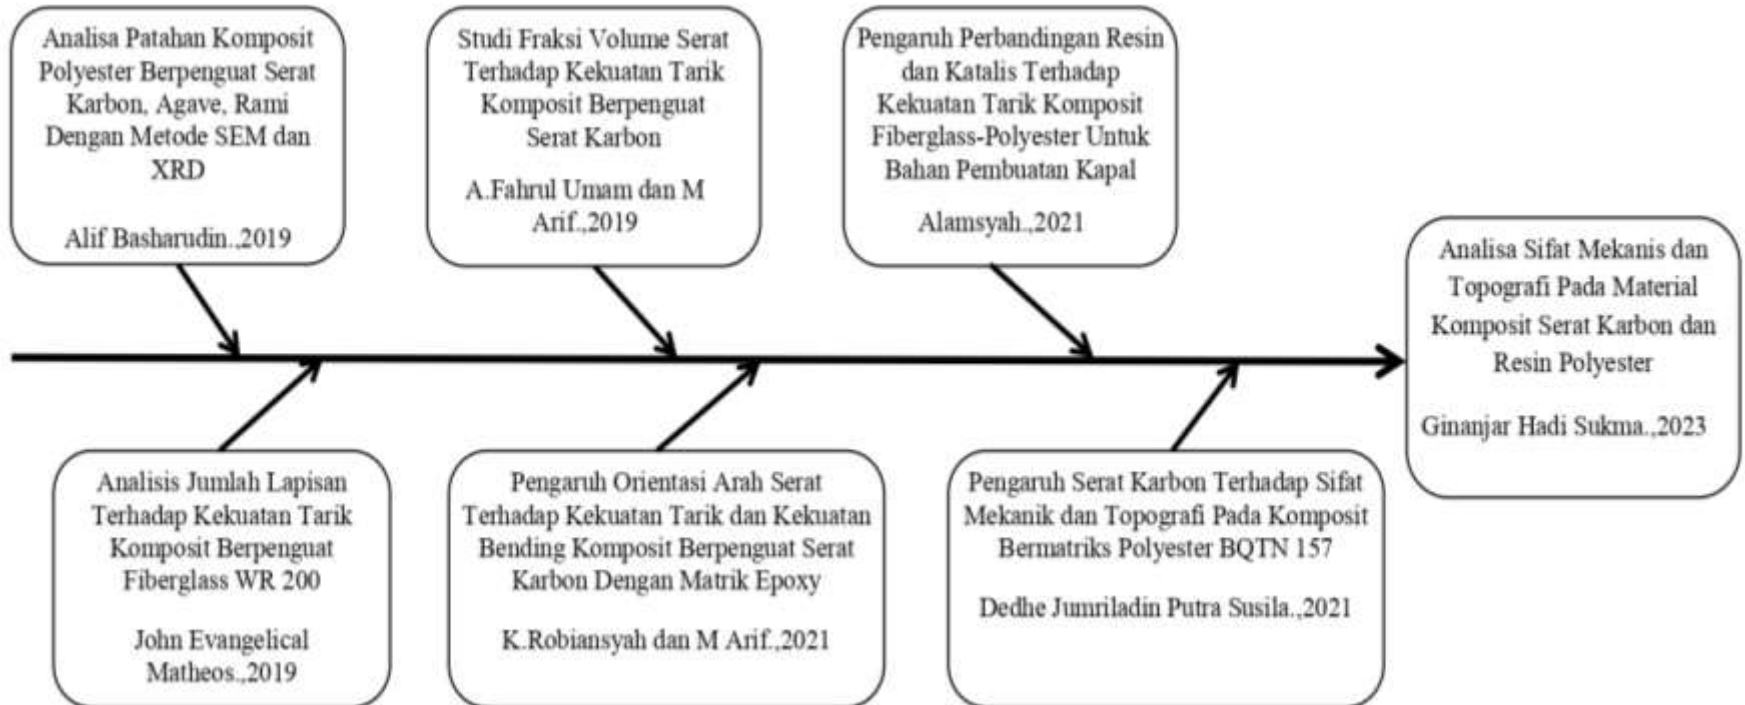 Analisa Patahan Komposit
Polyester Berpenguat Serat
Karbon, Agave, Rami
Dengan Metode SEM dan
XRD
Alif Basharudin.,2019
Studi Fraksi Volume Serat
Terhadap Kekuatan Tarik
Komposit Berpenguat
Serat Karbon
A.Fahrul Umam dan M
Arif.,2019
Pengaruh Perbandingan Resin
dan Katalis Terhadap
Kekuatan Tarik Komposit
Fiberglass-Polyester Untuk
Bahan Pembuatan Kapal
Alamsyah.,2021
Analisa Sifat Mekanis dan
Topografi Pada Material
Komposit Serat Karbon dan
Resin Polyester
Ginanjar Hadi Sukma.,2023
Analisis Jumlah Lapisan
Terhadap Kekuatan Tarik
Komposit Berpenguat
Fiberglass WR 200
John Evangelical
Matheos.,2019
Pengaruh Orientasi Arah Serat
Terhadap Kekuatan Tarik dan Kekuatan
Bending Komposit Berpenguat Serat
Karbon Dengan Matrik Epoxy
K.Robiansyah dan M Arif.,2021
Pengaruh Serat Karbon Terhadap Sifat
Mekanik dan Topografi Pada Komposit
Bermatriks Polyester BQTN 157
Dedhe Jumriladin Putra Susila.,2021